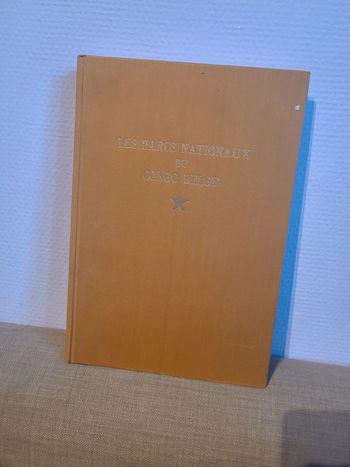 LES PARCS NATIONAUX
DU
CONGO BELGE